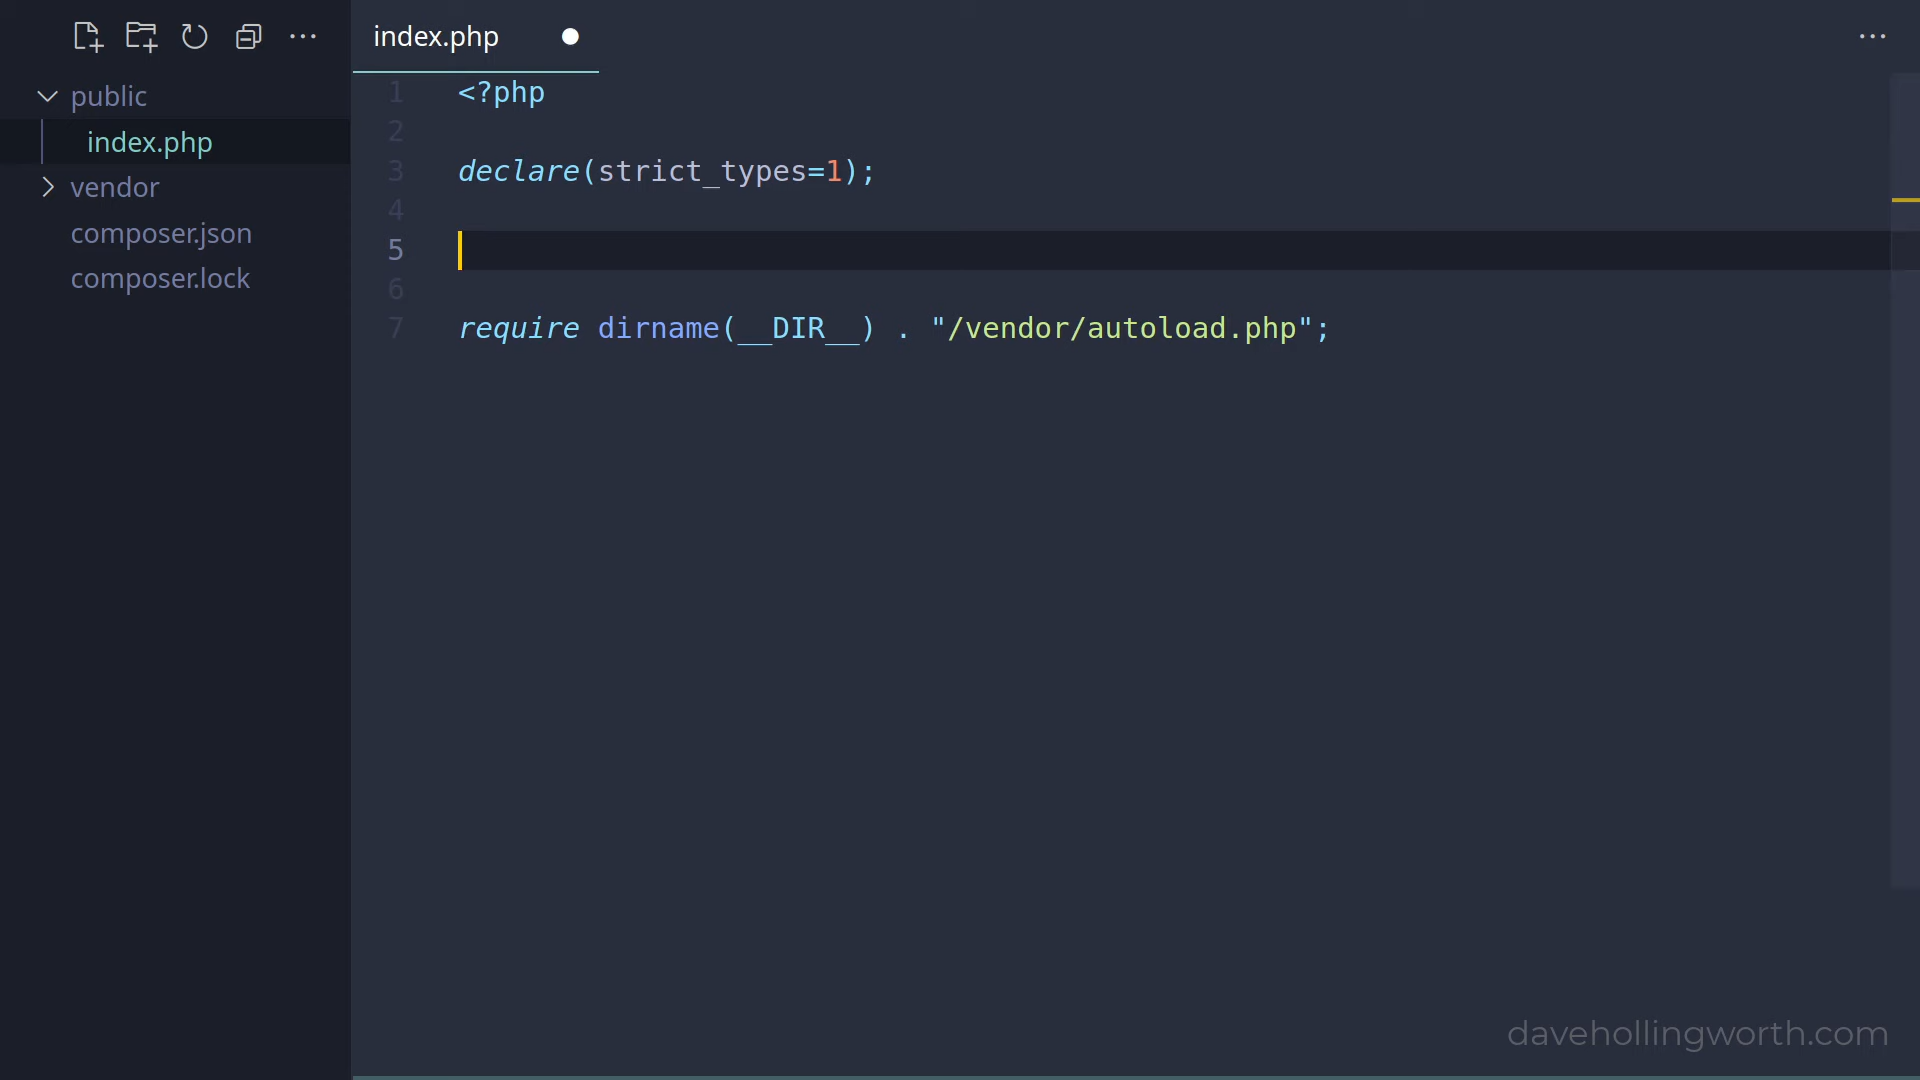 index.php
public
index.php
vendor
composer.json
composer.lock
1 <?php
2
3 declare(strict_types=1);
4
5
6
7 require dirname(__DIR__) . "/vendor/autoload.php";
davehollingworth.com